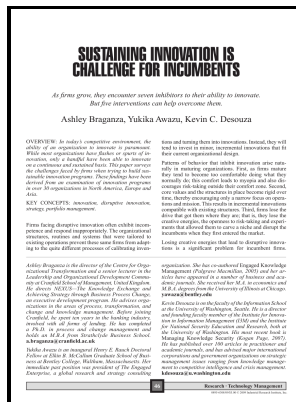 SUSTAINING INNOVATION IS
CHALLENGE FOR INCUMBENTS
As firms grow, they encounter seven inhibitors to their ability to innovate.
But five interventions can help overcome them.
Ashley Braganza, Yukika Awazu, Kevin C. Desouza
OVERVIEW: In today's competitive environment, the
ability of an organization to innovate is paramount.
While most organizations have flashes or spurts of in-
novation, only a handful have been able to innovate
on a continuous and sustained basis. This paper surveys
the challenges faced by firms when trying to build sus-
tainable innovation programs. These findings have been
derived from an examination of innovation programs
in over 30 organizations in North America, Europe and
Asia.
KEY CONCEPTS: innovation, disruptive innovation,
strategy, portfolio management.
Firms facing disruptive innovation often exhibit incom-
petence and respond inappropriately. The organizational
structures, routines and systems that were tailored to
existing operations prevent these same firms from adapt-
ing to the quite different processes of calibrating inven-
tions and turning them into innovations. Instead, they will
tend to invest in minor, incremental innovations that fit
their current organizational design.
Patterns of behavior that exhibit innovation arise natu-
rally in maturing organizations. First, as firms mature
they tend to become too comfortable doing what they
normally do; this comfort leads to myopia and also dis-
courages risk-taking outside their comfort zone. Second,
core values and the structures in place become rigid over
time, thereby encouraging only a narrow focus on opera-
tions and mission. This results in incremental innovations
compatible with existing structures. Third, firms lose the
drive that got them where they are; that is, they lose the
creative energies, the openness to risk-taking and experi-
ments that allowed them to carve a niche and disrupt the
incumbents when they first entered the market.
Losing creative energies that lead to disruptive innova-
tions is a significant problem for incumbent firms.
Ashley Braganza is the director of the Centre for Orga-
nizational Transformation and a senior lecturer in the
Leadership and Organizational Development Commu-
nity at Cranfield School of Management, United Kingdom.
He directs NEXUS—The Knowledge Exchange and
Achieving Strategy through Business Process Change,
an executive development program. He advises orga-
nizations in the areas of process, transformation, and
change and knowledge management. Before joining
Cranfield, he spent ten years in the banking industry,
involved with all forms of lending. He has completed
a Ph.D. in process and change management and
holds an M.B.A. from Strathclyde Business School.
a.braganza@cranfield.ac.uk
Yukika Awazu is an inaugural Henry E. Rauch Doctoral
Fellow at Elkin B. McCallum Graduate School of Busi-
ness at Bentley College, Waltham, Massachusetts. Her
immediate past position was president of The Engaged
Enterprise, a global research and strategy consulting
organization. She has co-authored Engaged Knowledge
Management (Palgrave Macmillan, 2005) and her ar-
ticles have appeared in a number of business and aca-
demic journals. She received her M.A. in economics and
M.B.A. degrees from the University of Illinois at Chicago.
yawazu@bentley.edu
Kevin Desouza is on the faculty of the Information School
at the University of Washington, Seattle. He is a director
and founding faculty member of the Institute for Innova-
tion in Information Management (I3M) and the Institute
for National Security Education and Research, both at
the University of Washington. His most recent book is
Managing Knowledge Security (Kogan Page, 2007).
He has published over 100 articles in practitioner and
academic journals, and has advised major international
corporations and government organizations on strategic
management issues ranging from knowledge manage-
ment to competitive intelligence and crisis management.
kdesouza@u.washington.edu
46
Research · Technology Management